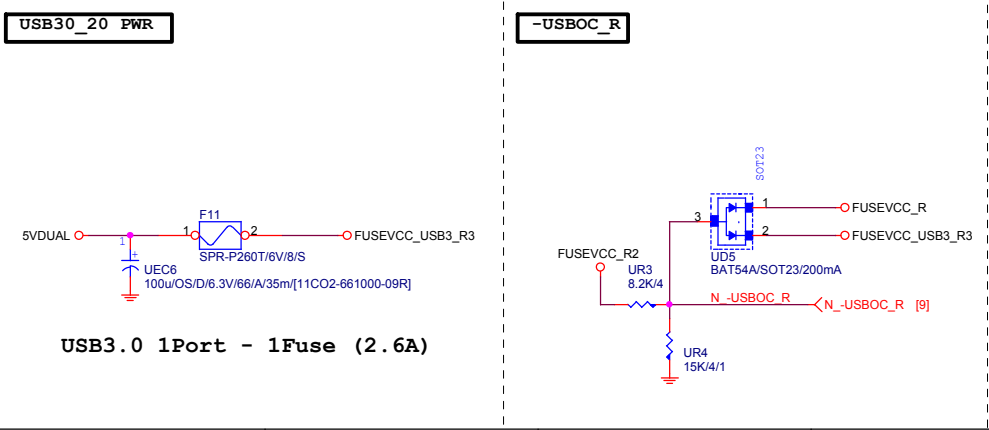 USB30_20 PWR
-USBOC_R
SOT23
F11
1
2
5VDUAL
FUSEVCC_USB3_R3
1
+
SPR-P260T/6V/8/S
UEC6
100u/OS/D/6.3V/66/A/35m/[11CO2-661000-09R]
USB3.0 1Port - 1Fuse (2.6A)
3
1
FUSEVCC_R
2
FUSEVCC_USB3_R3
UD5
BAT54A/SOT23/200mA
FUSEVCC_R2
UR3
8.2K/4
N_-USBOC_R
N_-USBOC_R [9]
UR4
15K/4/1